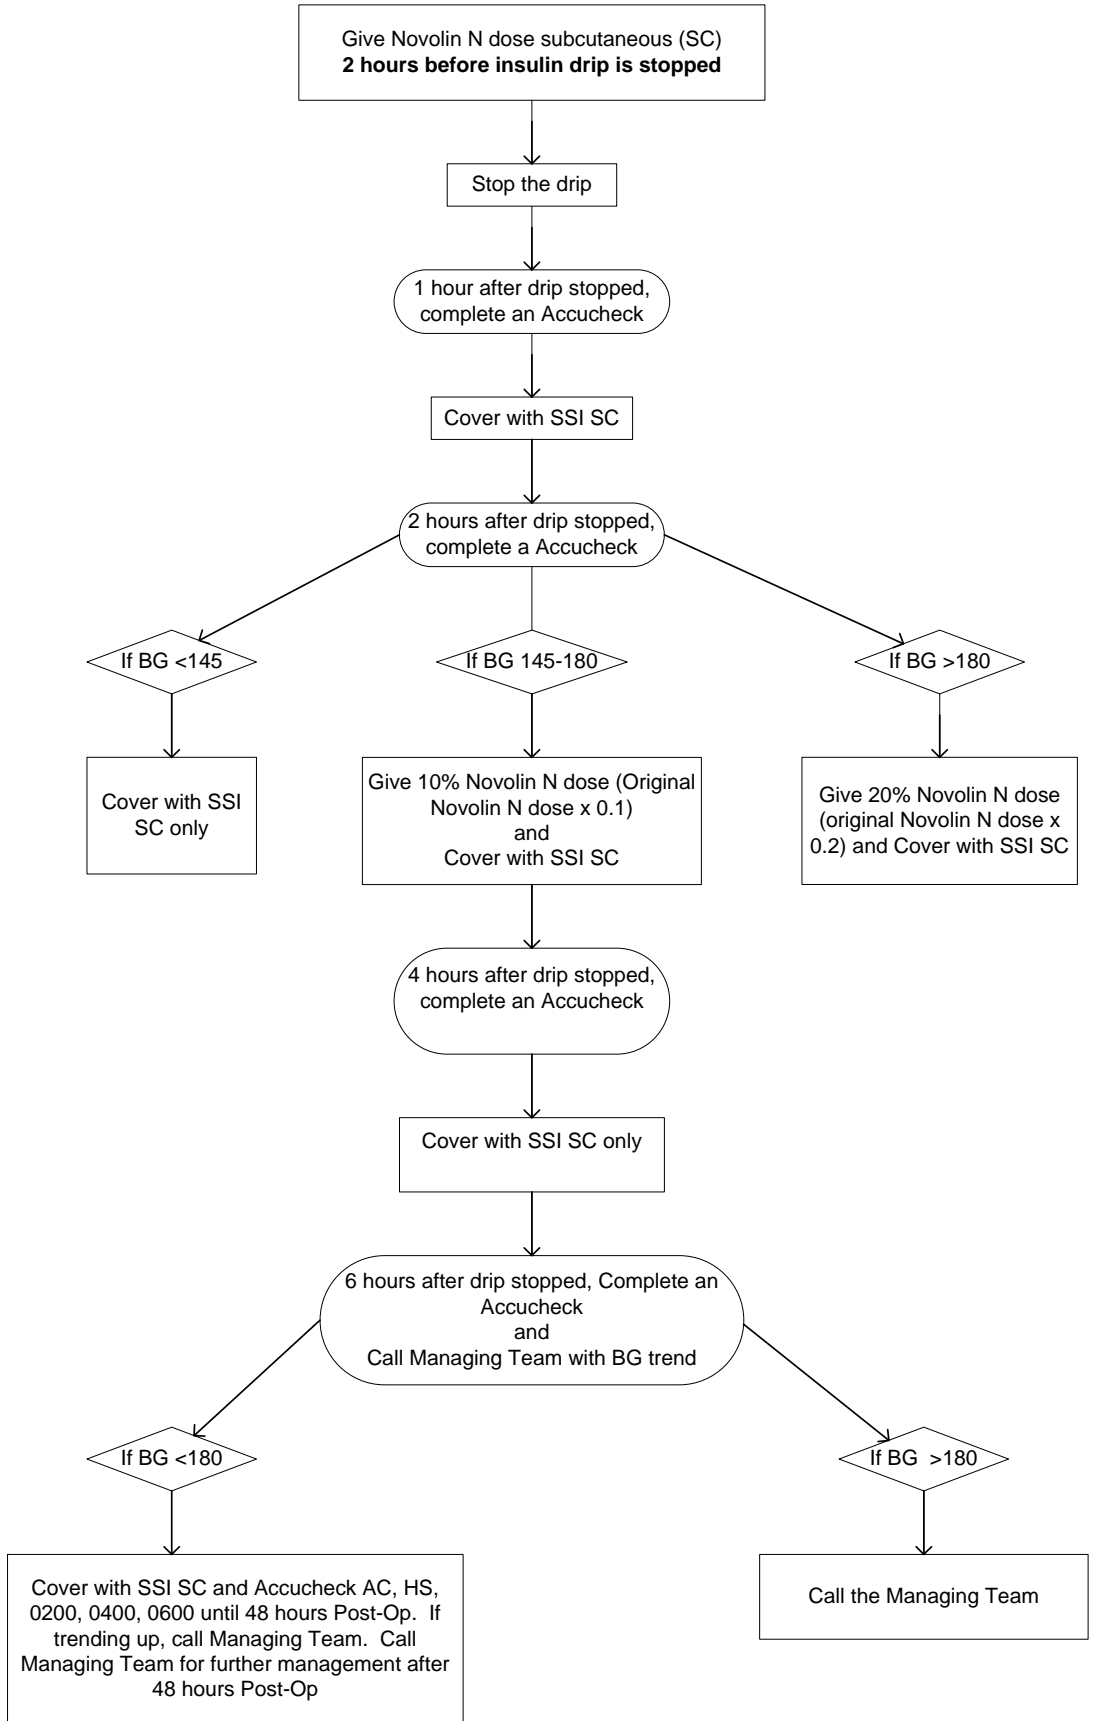 Give Novolin N dose subcutaneous (SC)
2 hours before insulin drip is stopped
Stop the drip
1 hour after drip stopped,
complete an Accucheck
Cover with SSI SC
2 hours after drip stopped,
complete a Accucheck
If BG <145
If BG 145-180
If BG >180
Cover with SSI
SC only
Give 10% Novolin N dose (Original
Novolin N dose x 0.1)
and
Cover with SSI SC
Give 20% Novolin N dose
(original Novolin N dose x
0.2) and Cover with SSI SC
4 hours after drip stopped,
complete an Accucheck
Cover with SSI SC only
6 hours after drip stopped, Complete an
Accucheck
and
Call Managing Team with BG trend
If BG <180
If BG  >180
Cover with SSI SC and Accucheck AC, HS,
0200, 0400, 0600 until 48 hours Post-Op.  If
trending up, call Managing Team.  Call
Managing Team for further management after
48 hours Post-Op
Call the Managing Team